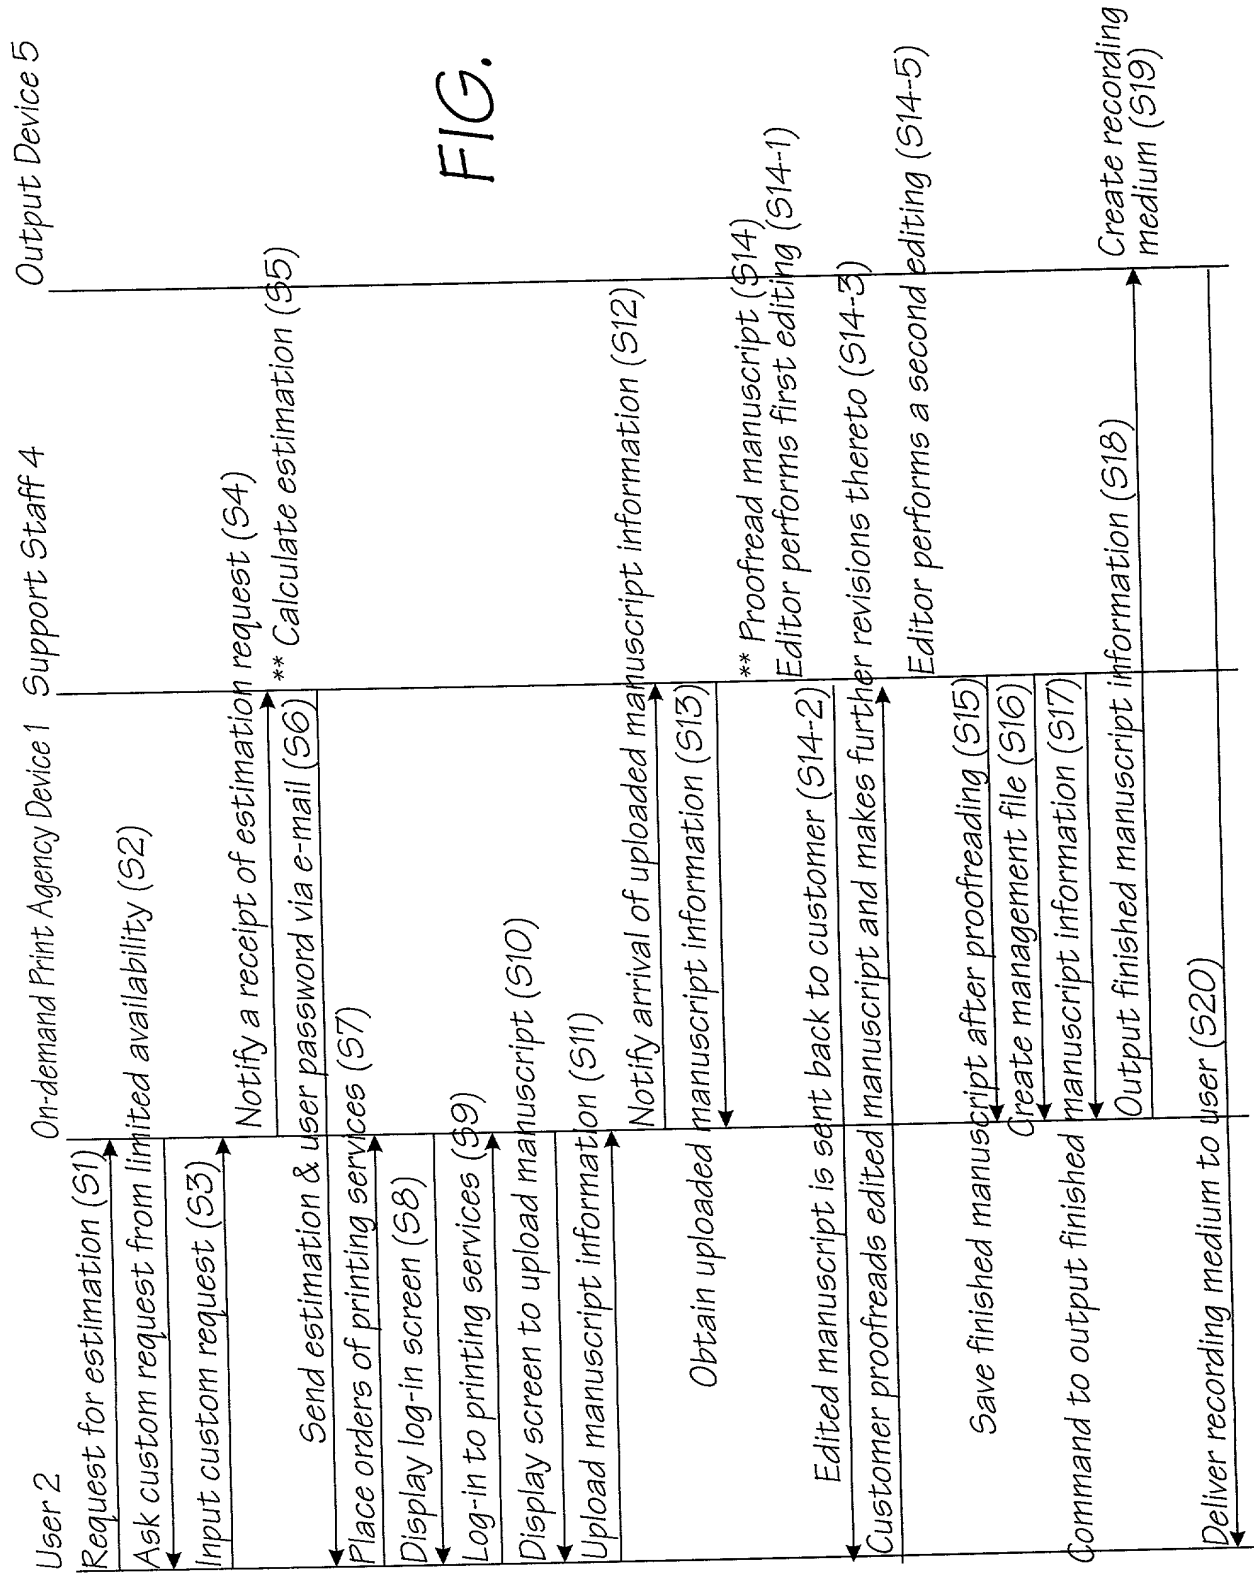 User 2
On-demand Print Agency Device 1
Support Staff 4
Output Device 5
Request for estimation (S1)
Ask custom request from limited availability (S2)
Input custom request (S3)
Notify a receipt of estimation request (S4)
** Calculate estimation (S5)
Send estimation & user password via e-mail (S6)
Place orders of printing services (S7)
Display log-in screen (S8)
Log-in to printing services (S9)
Display screen to upload manuscript (S10)
Upload manuscript information (S11)
Notify arrival of uploaded manuscript information (S12)
Obtain uploaded manuscript information (S13)
** Proofread manuscript (S14)
Editor performs first editing (S14-1)
Edited manuscript is sent back to customer (S14-2)
Customer proofreads edited manuscript and makes further revisions thereto (S14-3)
Editor performs a second editing (S14-5)
Save finished manuscript after proofreading (S15)
Create management file (S16)
Command to output finished manuscript information (S17)
Output finished manuscript information (S18)
Create recording
medium (S19)
Deliver recording medium to user (S20)
FIG.